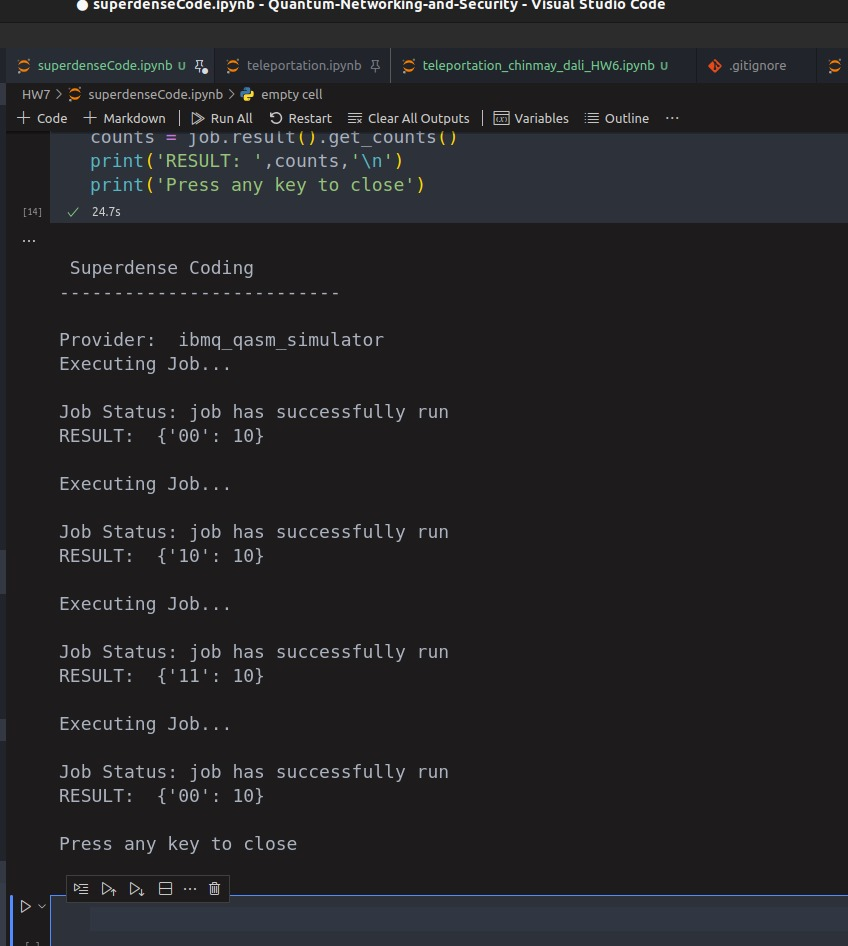 ● superdenseCode.ipynb - Quantum-Networking-and-Security - Visual Studio Code
superdenseCode.ipynb U teleportation.ipynb teleportation_chinmay_dali_HW6.ipynb U .gitignore
HW7 > superdenseCode.ipynb > empty cell
+ Code + Markdown | Run All Restart Clear All Outputs | Variables Outline ...
counts = job.result().get_counts()
print('RESULT: ',counts,'\n')
print('Press any key to close')
[14] ✓ 24.7s
...
Superdense Coding
--------------------------
Provider:  ibmq_qasm_simulator
Executing Job...
Job Status: job has successfully run
RESULT:  {'00': 10}
Executing Job...
Job Status: job has successfully run
RESULT:  {'10': 10}
Executing Job...
Job Status: job has successfully run
RESULT:  {'11': 10}
Executing Job...
Job Status: job has successfully run
RESULT:  {'00': 10}
Press any key to close